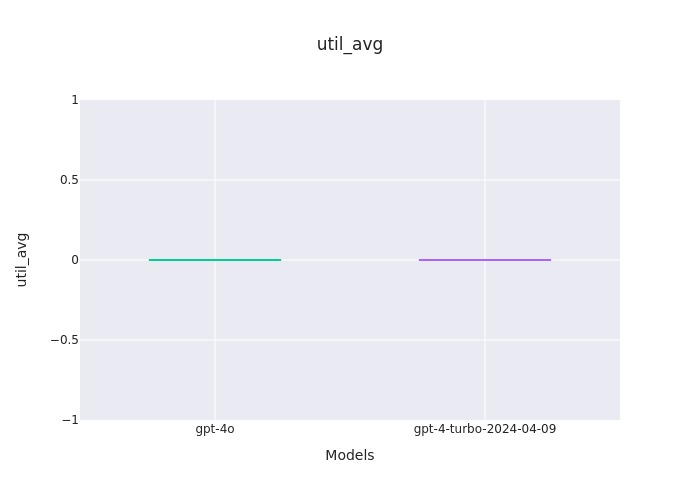 util_avg
1
0.5
0
−0.5
−1
util_avg
gpt-4o
gpt-4-turbo-2024-04-09
Models